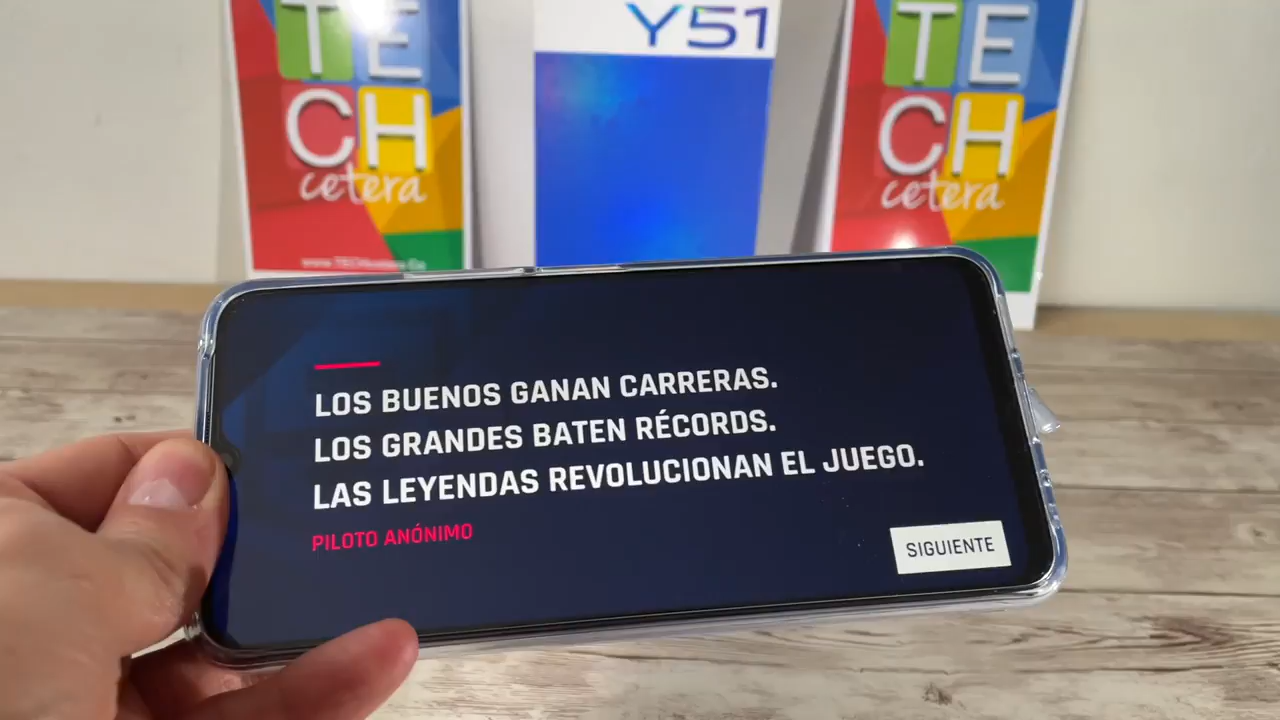 TE
CH
cetera
Y51
TE
CH
cetera
LOS BUENOS GANAN CARRERAS.
LOS GRANDES BATEN RÉCORDS.
LAS LEYENDAS REVOLUCIONAN EL JUEGO.
PILOTO ANÓNIMO
SIGUIENTE